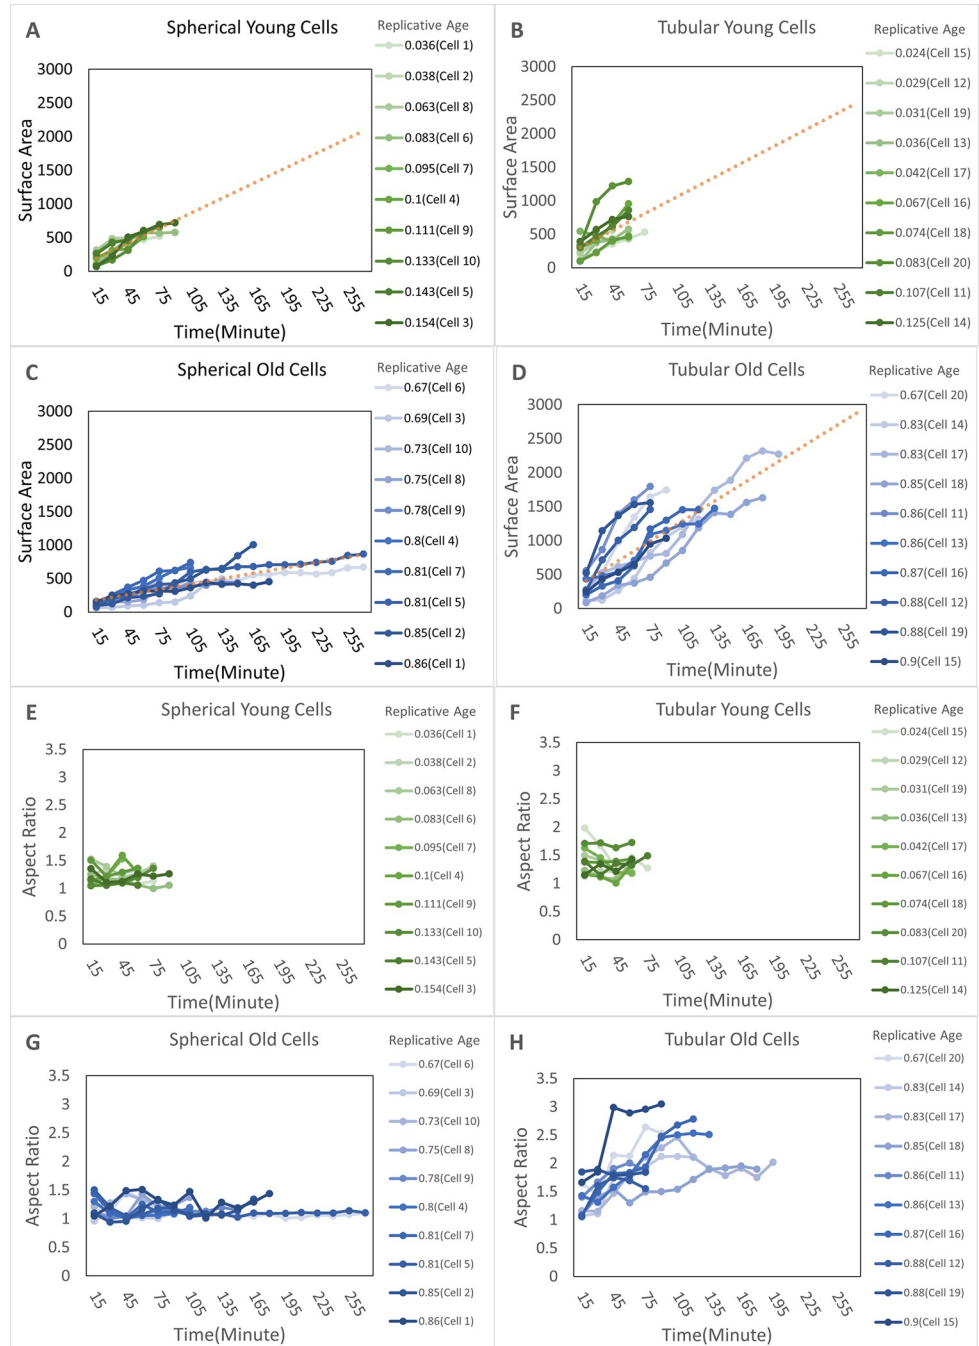 A
Spherical Young Cells
Replicative Age
0.036(Cell 1)
0.038(Cell 2)
0.063(Cell 8)
0.083(Cell 6)
0.095(Cell 7)
0.1(Cell 4)
0.111(Cell 9)
0.133(Cell 10)
0.143(Cell 5)
0.154(Cell 3)
Surface Area
3000
2500
2000
1500
1000
500
0
15 45 75 105 135 165 195 225 255
Time(Minute)
B
Tubular Young Cells
Replicative Age
0.024(Cell 15)
0.029(Cell 12)
0.031(Cell 19)
0.036(Cell 13)
0.042(Cell 17)
0.067(Cell 16)
0.074(Cell 18)
0.083(Cell 20)
0.107(Cell 11)
0.125(Cell 14)
Surface Area
3000
2500
2000
1500
1000
500
0
15 45 75 105 135 165 195 225 255
Time(Minute)
C
Spherical Old Cells
Replicative Age
0.67(Cell 6)
0.69(Cell 3)
0.73(Cell 10)
0.75(Cell 8)
0.78(Cell 9)
0.8(Cell 4)
0.81(Cell 7)
0.81(Cell 5)
0.85(Cell 2)
0.86(Cell 1)
Surface Area
3000
2500
2000
1500
1000
500
0
15 45 75 105 135 165 195 225 255
Time(Minute)
D
Tubular Old Cells
Replicative Age
0.67(Cell 20)
0.83(Cell 14)
0.83(Cell 17)
0.85(Cell 18)
0.86(Cell 11)
0.86(Cell 13)
0.87(Cell 16)
0.88(Cell 12)
0.88(Cell 19)
0.9(Cell 15)
Surface Area
3000
2500
2000
1500
1000
500
0
15 45 75 105 135 165 195 225 255
Time(Minute)
E
Spherical Young Cells
Replicative Age
0.036(Cell 1)
0.038(Cell 2)
0.063(Cell 8)
0.083(Cell 6)
0.095(Cell 7)
0.1(Cell 4)
0.111(Cell 9)
0.133(Cell 10)
0.143(Cell 5)
0.154(Cell 3)
Aspect Ratio
3.5
3
2.5
2
1.5
1
0.5
0
15 45 75 105 135 165 195 225 255
Time(Minute)
F
Tubular Young Cells
Replicative Age
0.024(Cell 15)
0.029(Cell 12)
0.031(Cell 19)
0.036(Cell 13)
0.042(Cell 17)
0.067(Cell 16)
0.074(Cell 18)
0.083(Cell 20)
0.107(Cell 11)
0.125(Cell 14)
Aspect Ratio
3.5
3
2.5
2
1.5
1
0.5
0
15 45 75 105 135 165 195 225 255
Time(Minute)
G
Spherical Old Cells
Replicative Age
0.67(Cell 6)
0.69(Cell 3)
0.73(Cell 10)
0.75(Cell 8)
0.78(Cell 9)
0.8(Cell 4)
0.81(Cell 7)
0.81(Cell 5)
0.85(Cell 2)
0.86(Cell 1)
Aspect Ratio
3.5
3
2.5
2
1.5
1
0.5
0
15 45 75 105 135 165 195 225 255
Time(Minute)
H
Tubular Old Cells
Replicative Age
0.67(Cell 20)
0.83(Cell 14)
0.83(Cell 17)
0.85(Cell 18)
0.86(Cell 11)
0.86(Cell 13)
0.87(Cell 16)
0.88(Cell 12)
0.88(Cell 19)
0.9(Cell 15)
Aspect Ratio
3.5
3
2.5
2
1.5
1
0.5
0
15 45 75 105 135 165 195 225 255
Time(Minute)